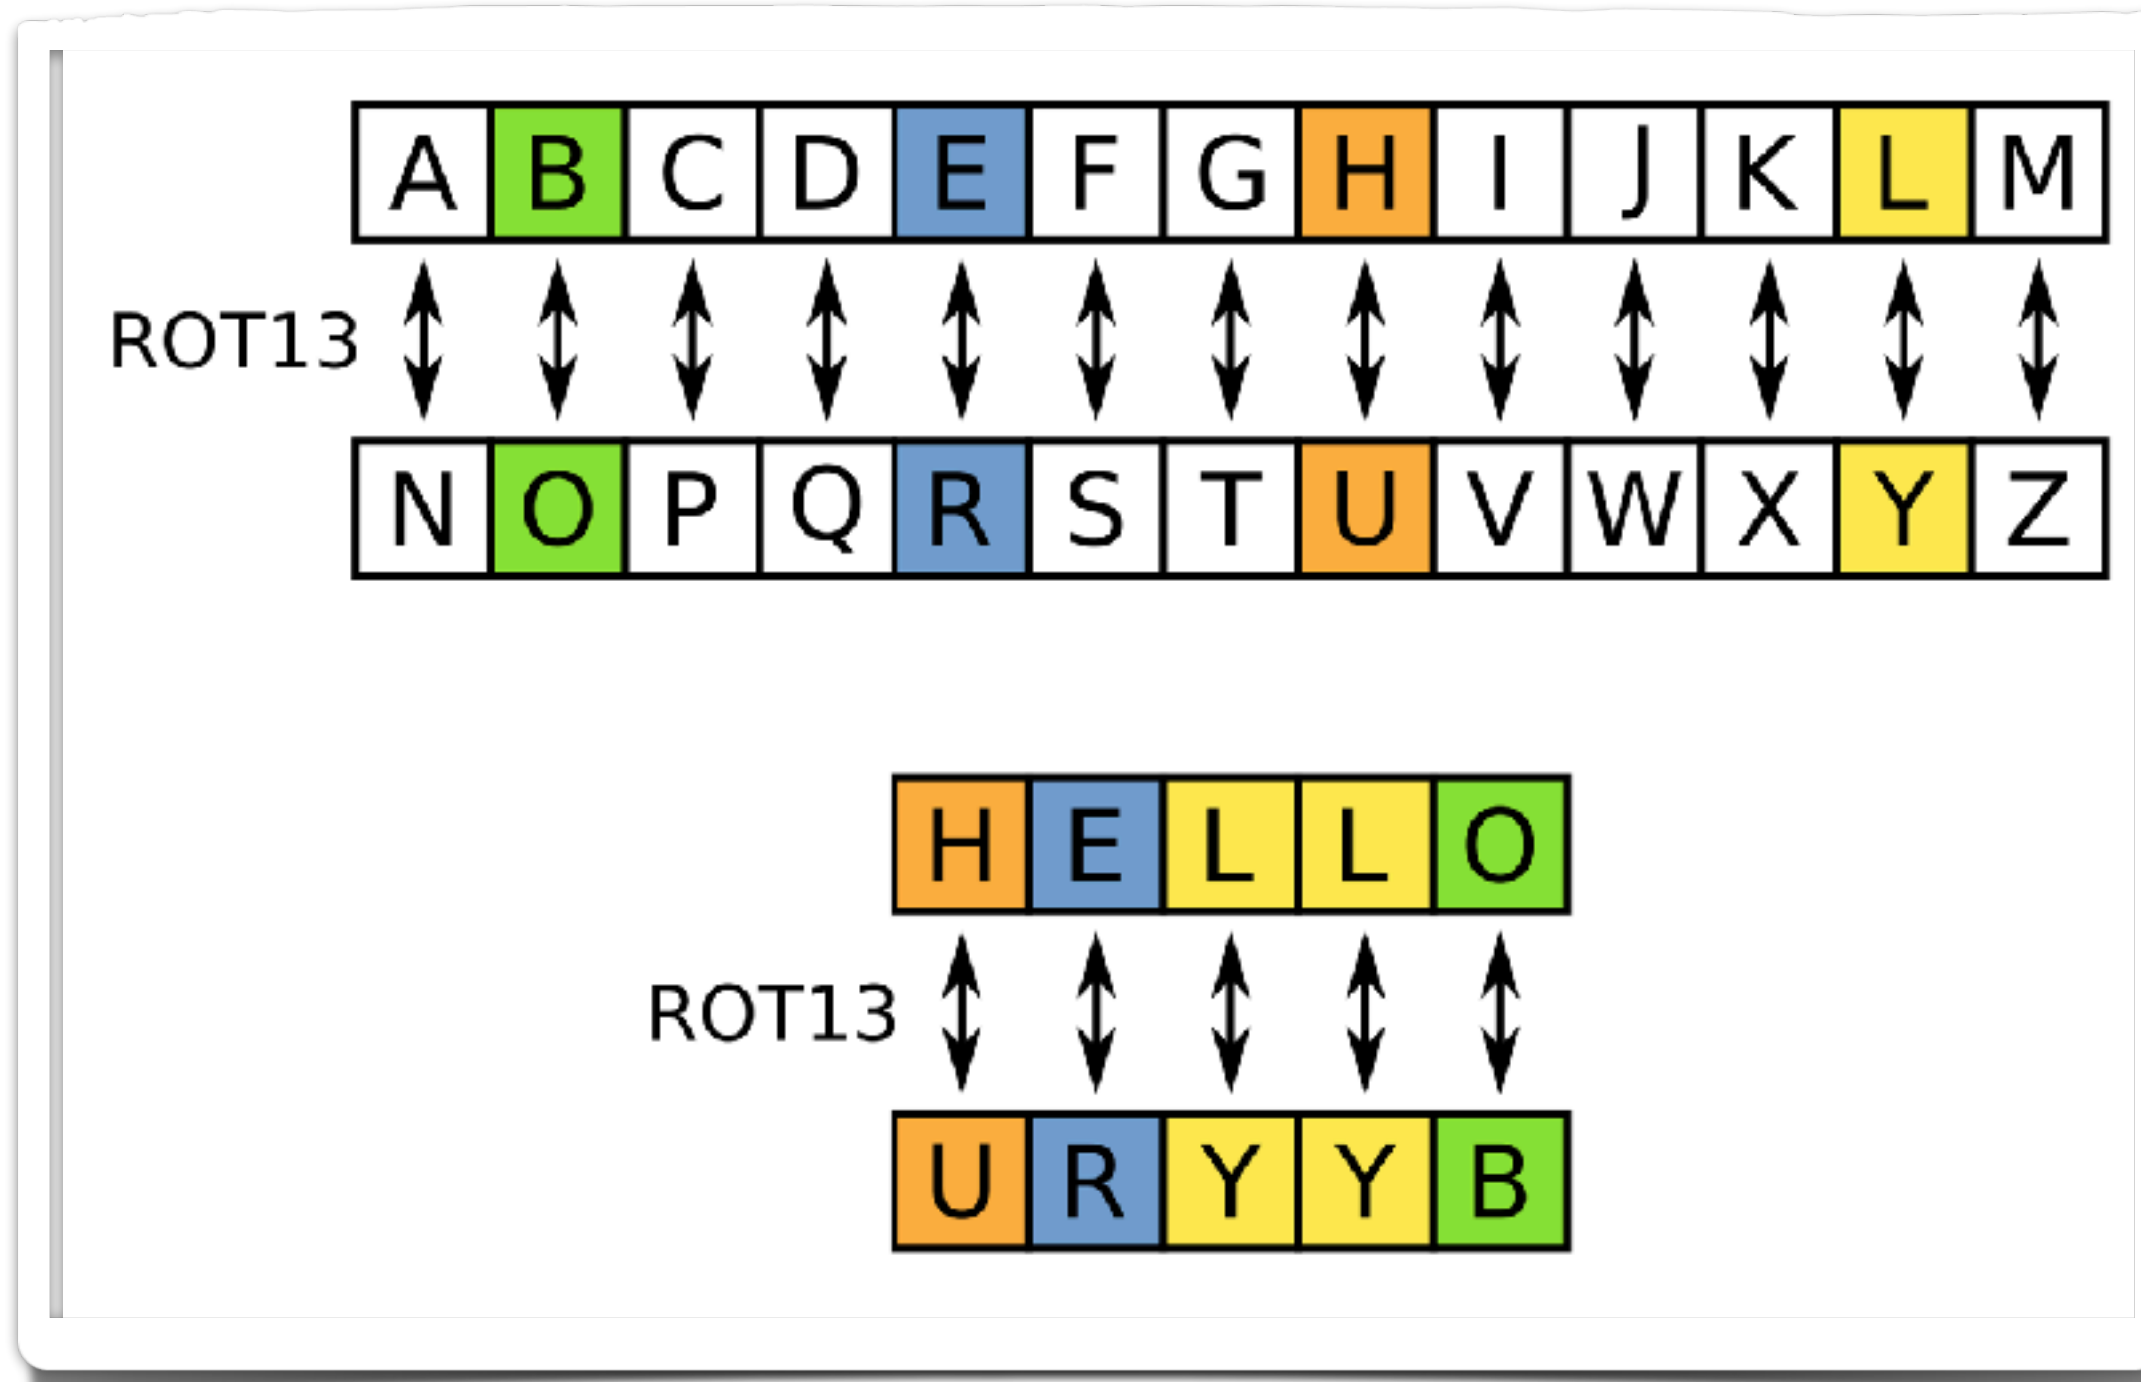 A B C D E F G H I J K L M
ROT13
N O P Q R S T U V W X Y Z
H E L L O
ROT13
U R Y Y B